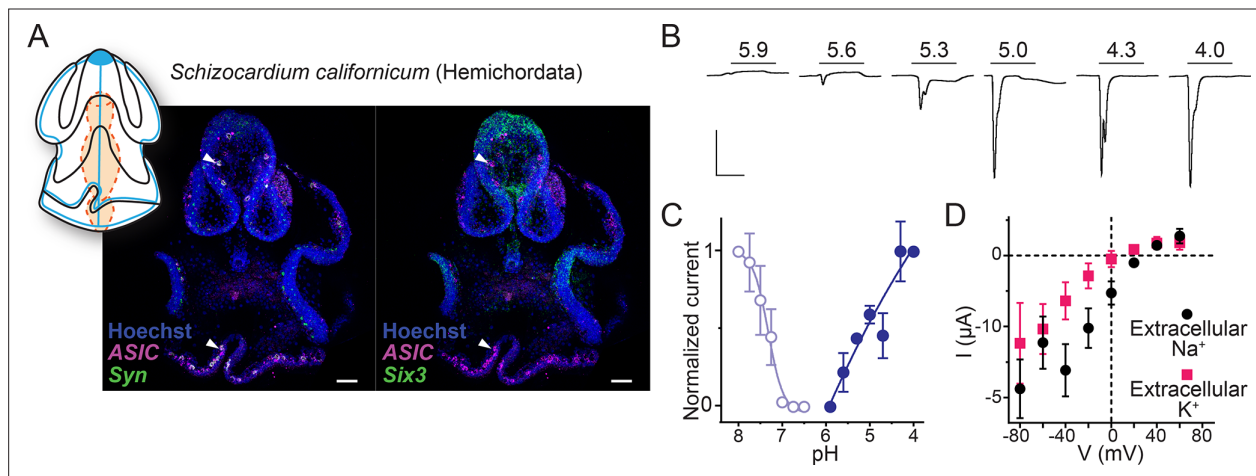 A
Schizocardium californicum (Hemichordata)
Hoechst
ASIC
Syn
Hoechst
ASIC
Six3
B
5.9 5.6 5.3 5.0 4.3 4.0
C
Normalized current
1
0
8 7 6 5 4
pH
D
I (µA)
0
-10
-5
-80 -40 0 40 80
V (mV)
Extracellular
Na⁺
Extracellular
K⁺